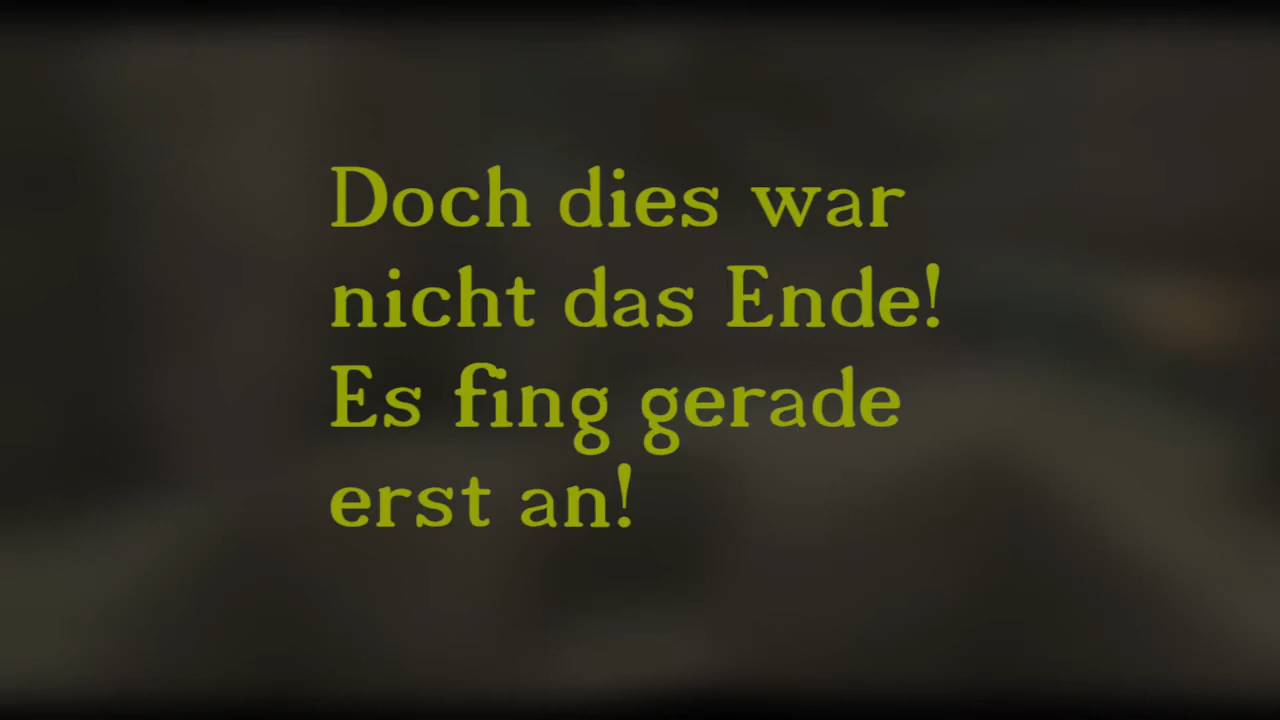 Doch dies war
nicht das Ende!
Es fing gerade
erst an!